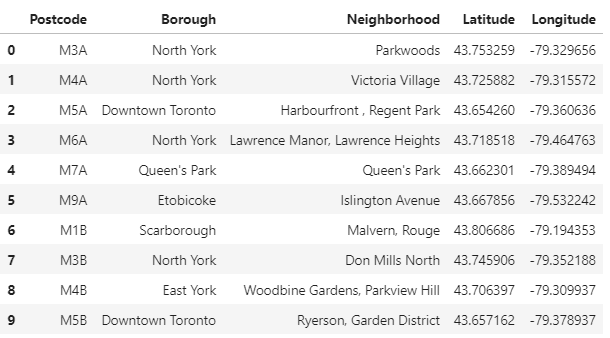 Postcode Borough Neighborhood Latitude Longitude
0 M3A North York Parkwoods 43.753259 -79.329656
1 M4A North York Victoria Village 43.725882 -79.315572
2 M5A Downtown Toronto Harbourfront , Regent Park 43.654260 -79.360636
3 M6A North York Lawrence Manor, Lawrence Heights 43.718518 -79.464763
4 M7A Queen's Park Queen's Park 43.662301 -79.389494
5 M9A Etobicoke Islington Avenue 43.667856 -79.532242
6 M1B Scarborough Malvern, Rouge 43.806686 -79.194353
7 M3B North York Don Mills North 43.745906 -79.352188
8 M4B East York Woodbine Gardens, Parkview Hill 43.706397 -79.309937
9 M5B Downtown Toronto Ryerson, Garden District 43.657162 -79.378937